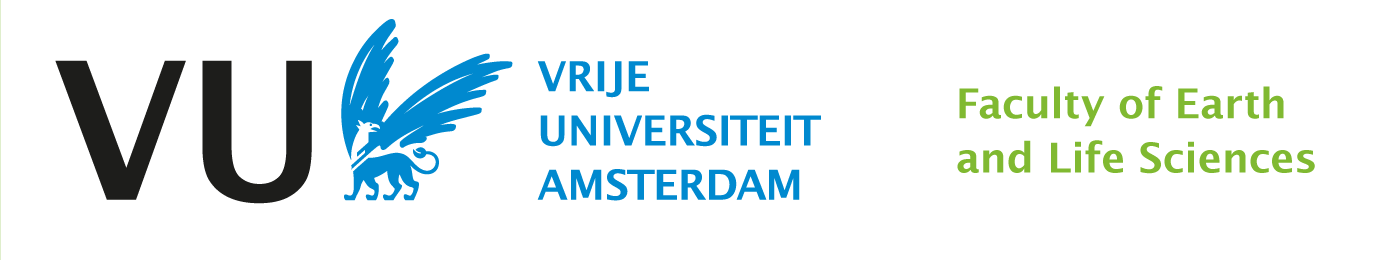 VU
VRIJE
UNIVERSITEIT
AMSTERDAM
Faculty of Earth
and Life Sciences